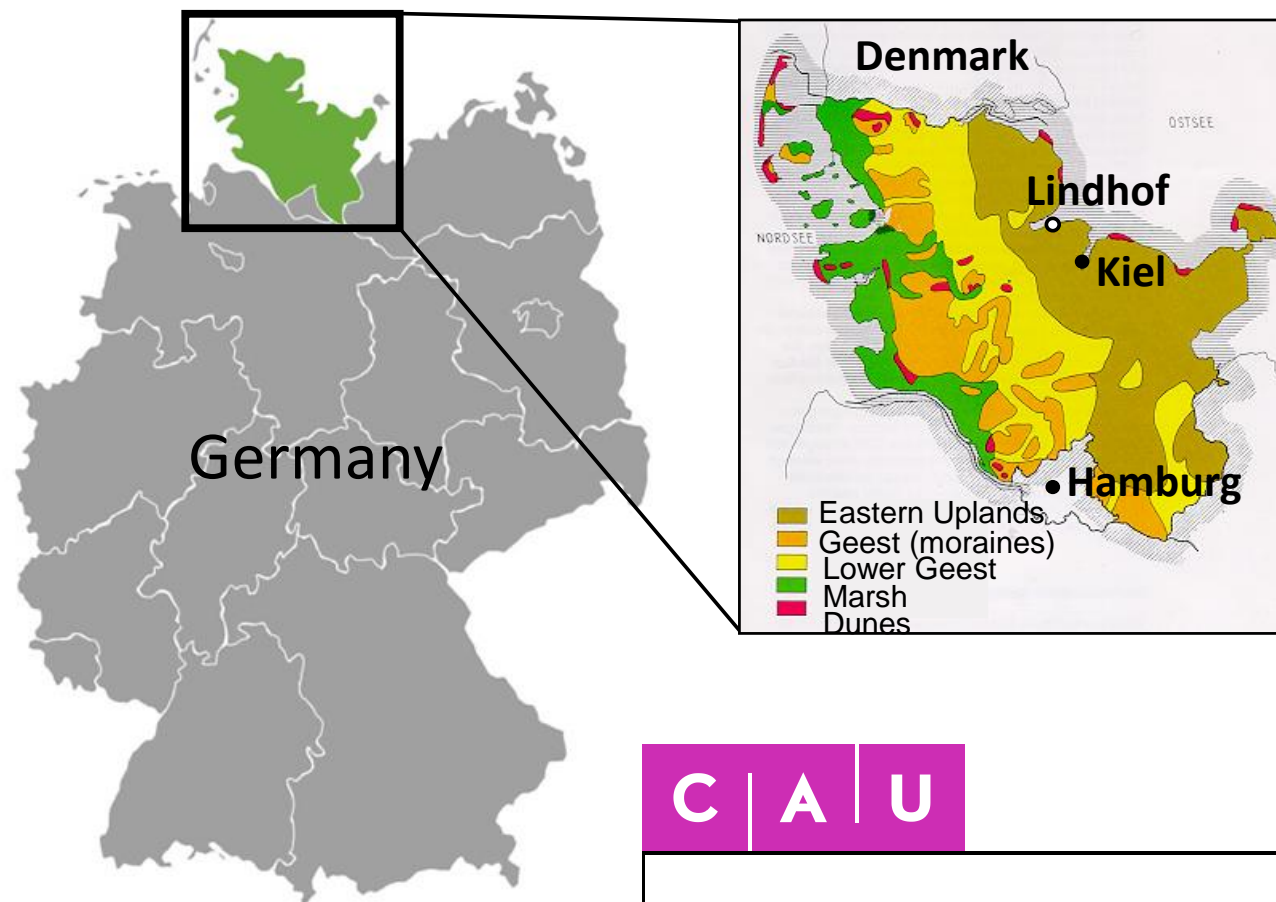 Denmark
OSTSEE
Lindhof
NORDSEE
Kiel
Germany
Hamburg
Eastern Uplands
Geest (moraines)
Lower Geest
Marsh
Dunes
C A U